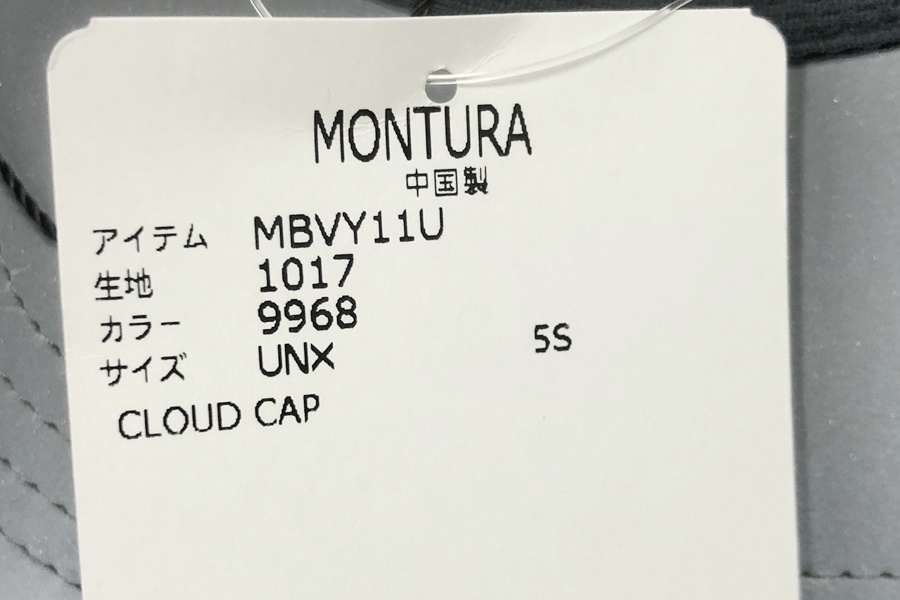 MONTURA
中国製
アイテム MBVY11U
生地 1017
カラー 9968
サイズ UNX 5S
CLOUD CAP